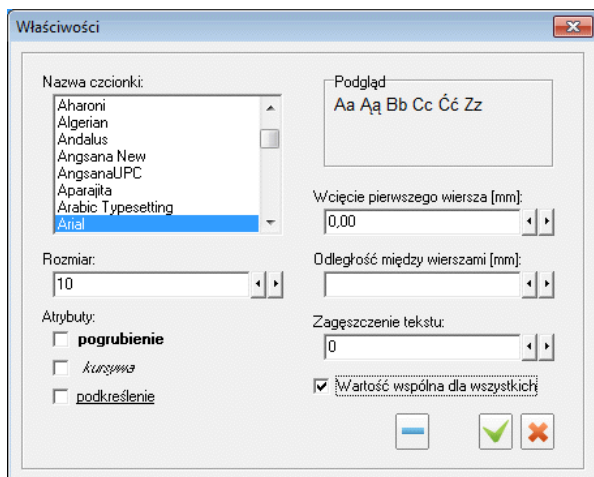 Właściwości
Nazwa czcionki:
Aharoni
Algerian
Andalus
Angsana New
AngsanaUPC
Aparajita
Arabic Typesetting
Arial
Rozmiar:
10
Atrybuty:
pogrubienie
kursywa
podkreślenie
Podgląd
Aa Ąą Bb Cc Ćć Zz
Wcięcie pierwszego wiersza [mm]:
0,00
Odległość między wierszami [mm]:
Zagęszczenie tekstu:
0
Wartość wspólna dla wszystkich